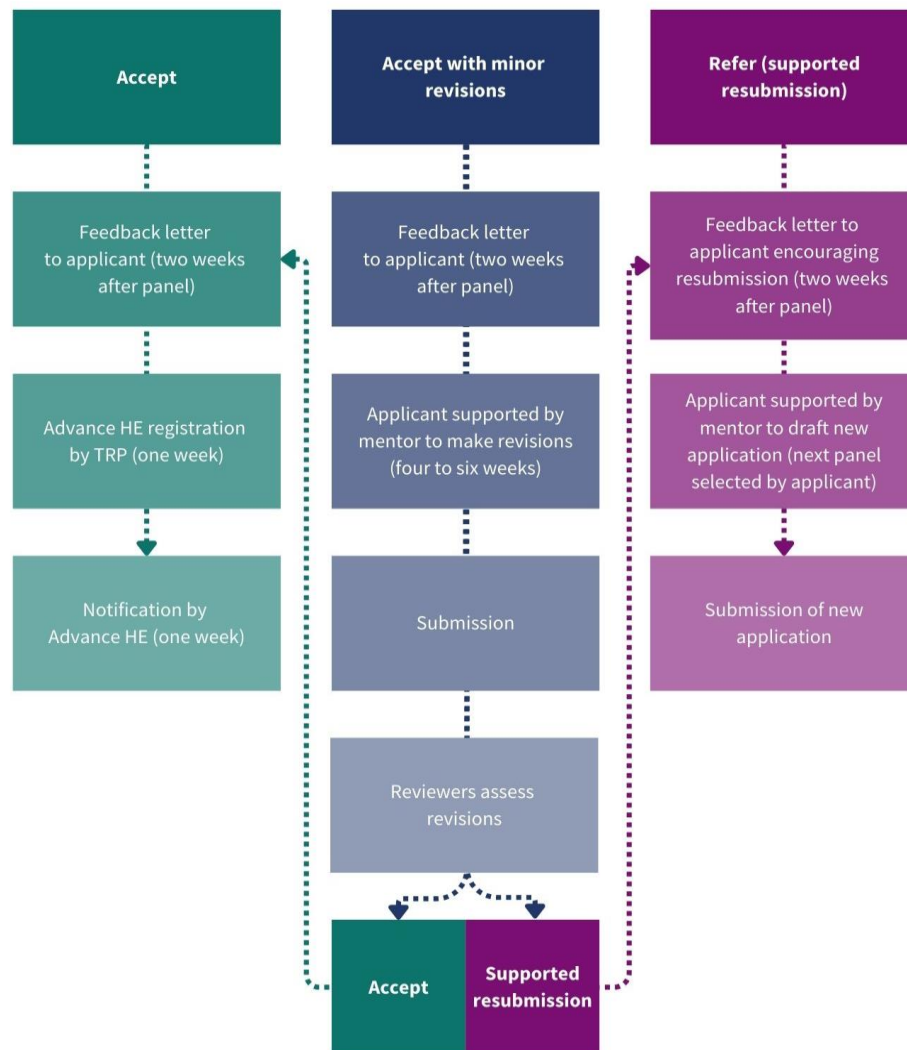 Accept
Feedback letter
to applicant (two weeks
after panel)
Advance HE registration
by TRP (one week)
Notification by
Advance HE (one week)
Accept with minor
revisions
Feedback letter
to applicant (two weeks
after panel)
Applicant supported by
mentor to make revisions
(four to six weeks)
Submission
Reviewers assess
revisions
Accept
Supported
resubmission
Refer (supported
resubmission)
Feedback letter to
applicant encouraging
resubmission (two weeks
after panel)
Applicant supported by
mentor to draft new
application (next panel
selected by applicant)
Submission of new
application